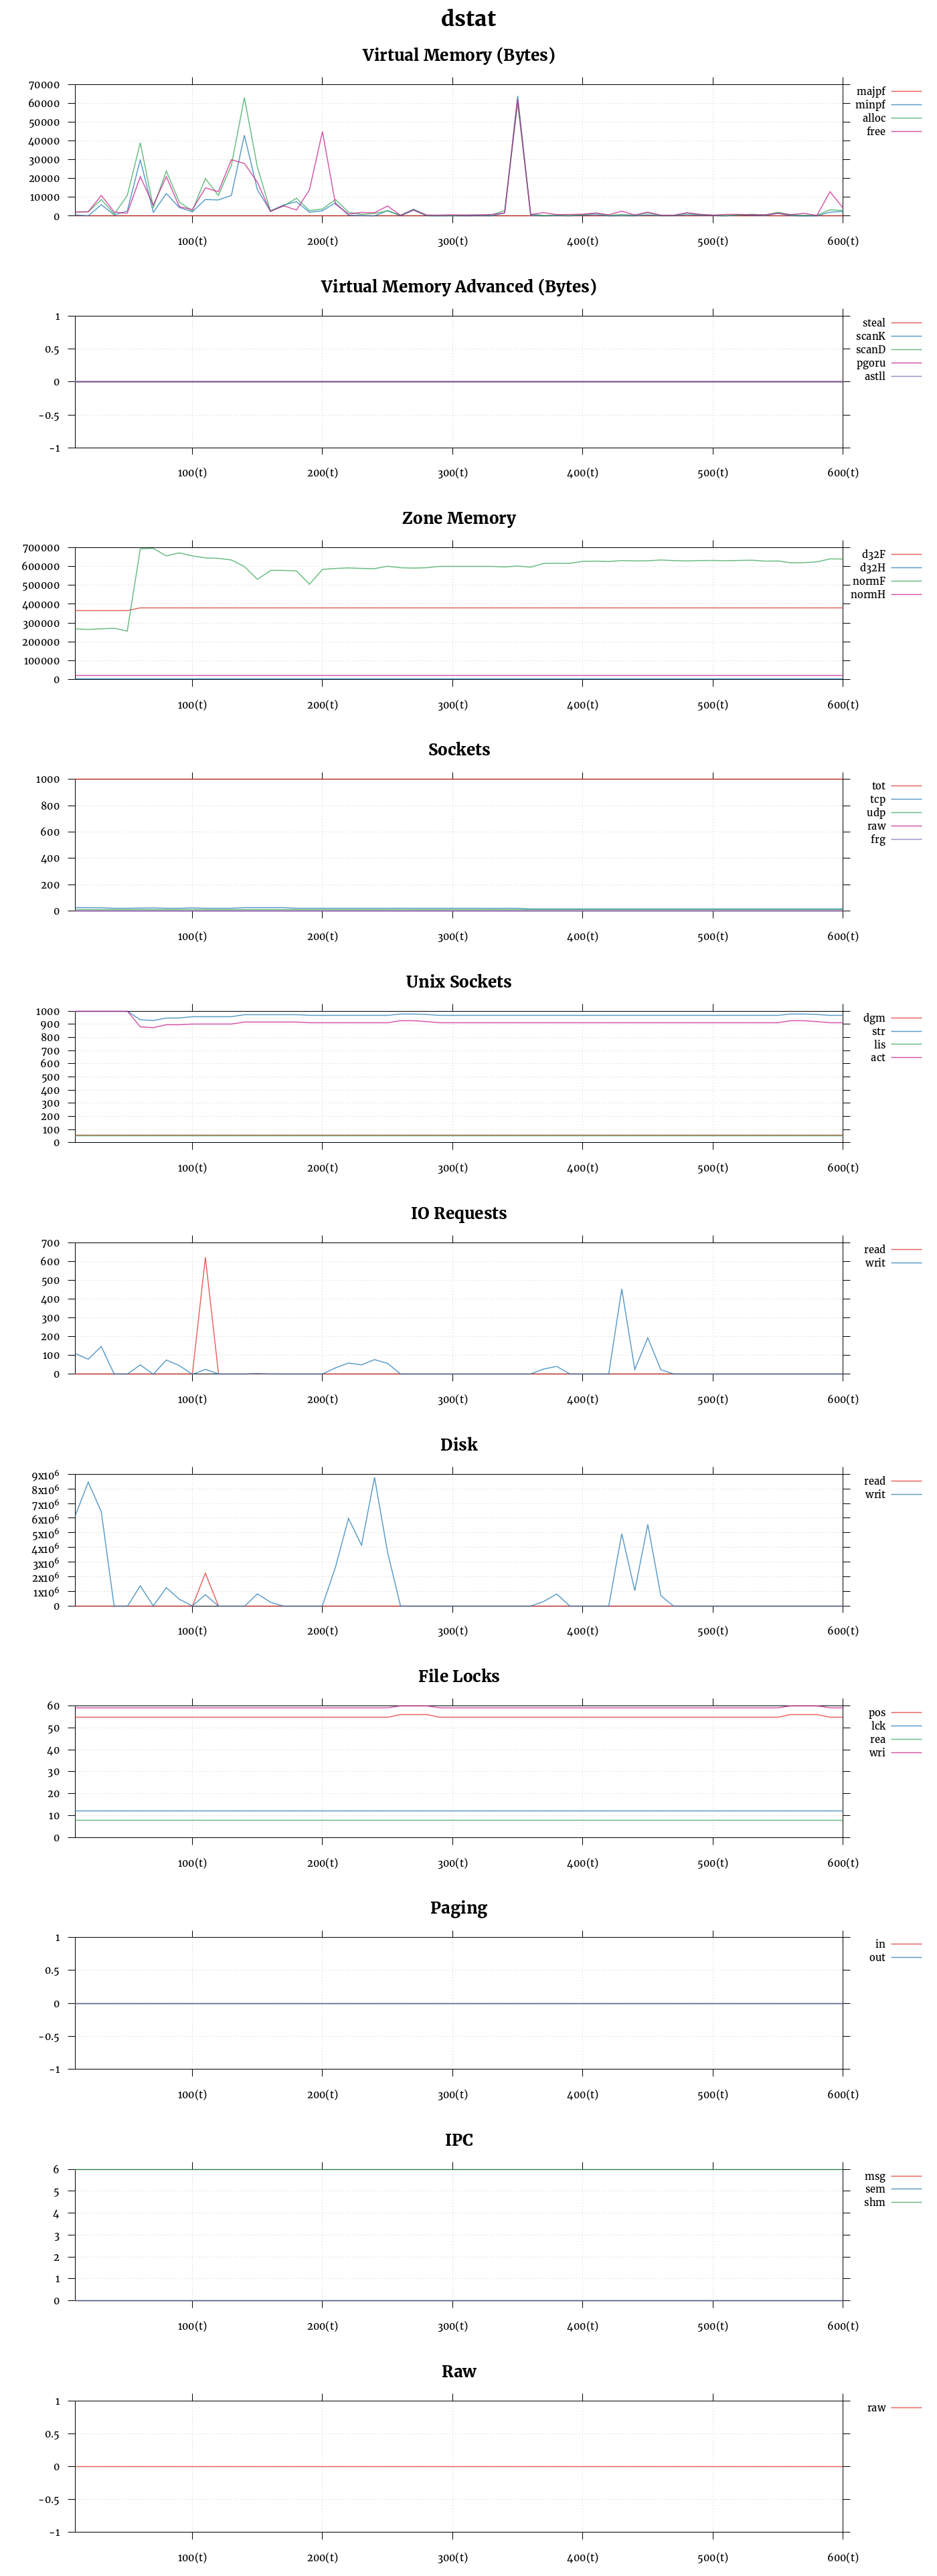 dstat
Virtual Memory (Bytes)
70000
60000
50000
40000
30000
20000
10000
0
100(t) 200(t) 300(t) 400(t) 500(t) 600(t)
majpf
minpf
alloc
free
Virtual Memory Advanced (Bytes)
1
0.5
0
-0.5
-1
100(t) 200(t) 300(t) 400(t) 500(t) 600(t)
steal
scanK
scanD
pgoru
astll
Zone Memory
700000
600000
500000
400000
300000
200000
100000
0
100(t) 200(t) 300(t) 400(t) 500(t) 600(t)
d32F
d32H
normF
normH
Sockets
1000
800
600
400
200
0
100(t) 200(t) 300(t) 400(t) 500(t) 600(t)
tot
tcp
udp
raw
frg
Unix Sockets
1000
900
800
700
600
500
400
300
200
100
0
100(t) 200(t) 300(t) 400(t) 500(t) 600(t)
dgm
str
lis
act
IO Requests
700
600
500
400
300
200
100
0
100(t) 200(t) 300(t) 400(t) 500(t) 600(t)
read
writ
Disk
9x10⁶
8x10⁶
7x10⁶
6x10⁶
5x10⁶
4x10⁶
3x10⁶
2x10⁶
1x10⁶
0
100(t) 200(t) 300(t) 400(t) 500(t) 600(t)
read
writ
File Locks
60
50
40
30
20
10
0
100(t) 200(t) 300(t) 400(t) 500(t) 600(t)
pos
lck
rea
wri
Paging
1
0.5
0
-0.5
-1
100(t) 200(t) 300(t) 400(t) 500(t) 600(t)
in
out
IPC
6
5
4
3
2
1
0
100(t) 200(t) 300(t) 400(t) 500(t) 600(t)
msg
sem
shm
Raw
1
0.5
0
-0.5
-1
100(t) 200(t) 300(t) 400(t) 500(t) 600(t)
raw